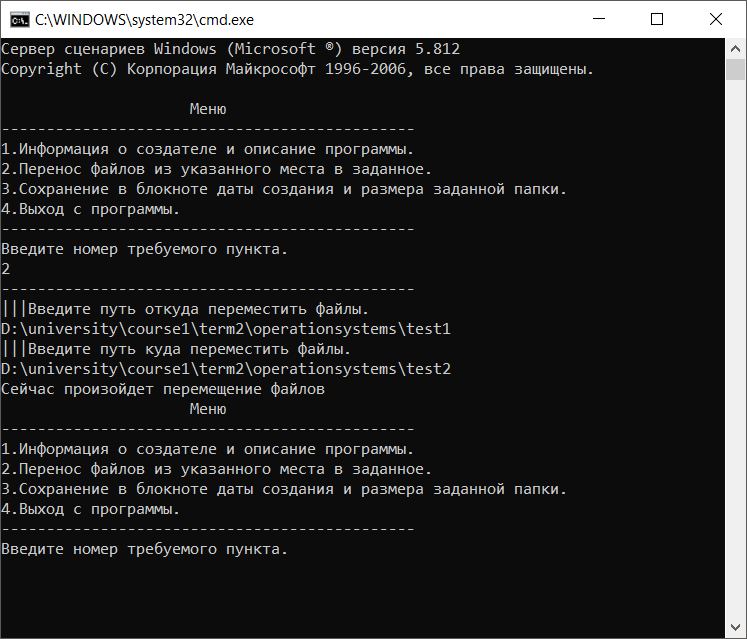 C:\WINDOWS\system32\cmd.exe
Сервер сценариев Windows (Microsoft ®) версия 5.812
Copyright (C) Корпорация Майкрософт 1996-2006, все права защищены.
Меню
----------------------------------------------
1.Информация о создателе и описание программы.
2.Перенос файлов из указанного места в заданное.
3.Сохранение в блокноте даты создания и размера заданной папки.
4.Выход с программы.
----------------------------------------------
Введите номер требуемого пункта.
2
----------------------------------------------
|||Введите путь откуда переместить файлы.
D:\university\course1\term2\operationsystems\test1
|||Введите путь куда переместить файлы.
D:\university\course1\term2\operationsystems\test2
Сейчас произойдет перемещение файлов
Меню
----------------------------------------------
1.Информация о создателе и описание программы.
2.Перенос файлов из указанного места в заданное.
3.Сохранение в блокноте даты создания и размера заданной папки.
4.Выход с программы.
----------------------------------------------
Введите номер требуемого пункта.